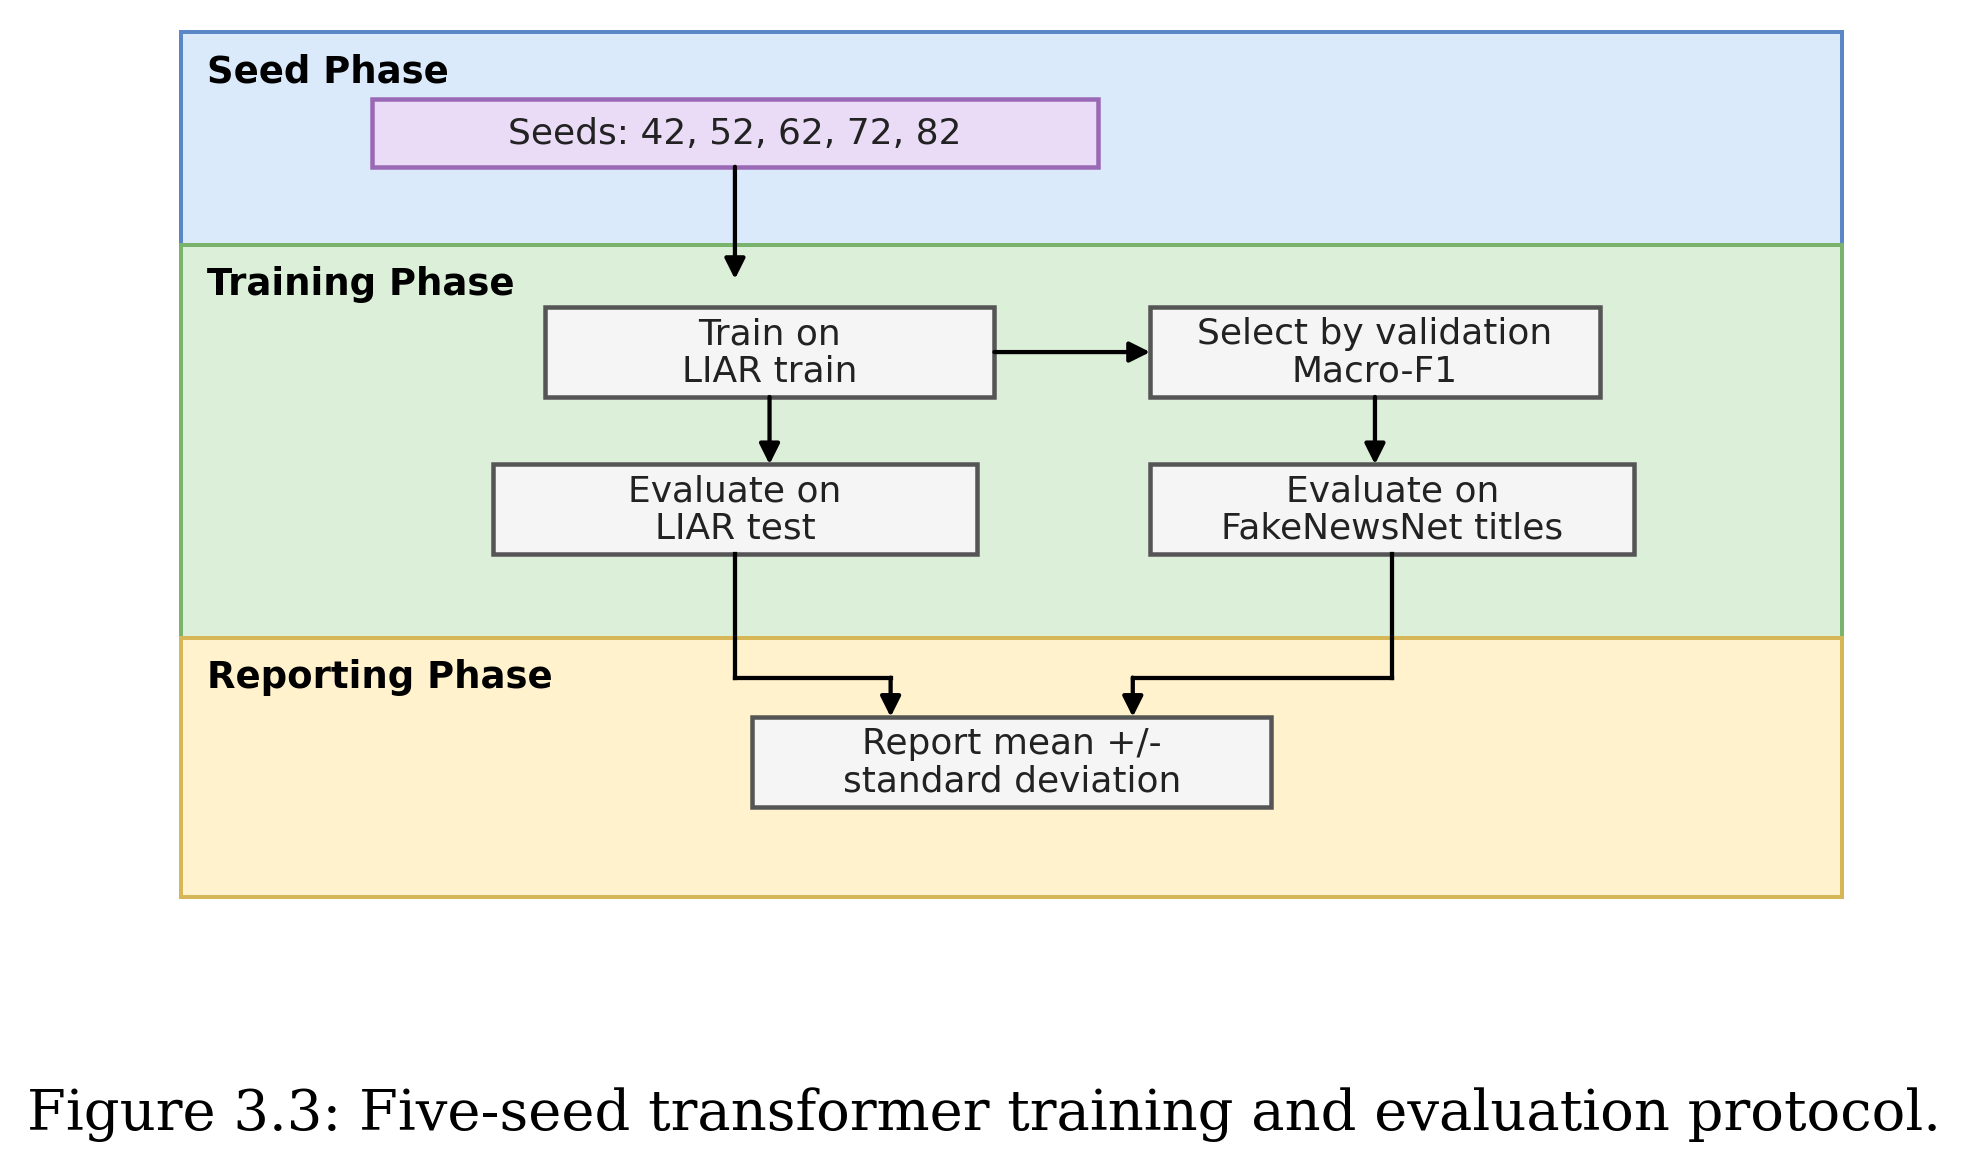 Seed Phase
Seeds: 42, 52, 62, 72, 82
Training Phase
Train on
LIAR train
Select by validation
Macro-F1
Evaluate on
LIAR test
Evaluate on
FakeNewsNet titles
Reporting Phase
Report mean +/-
standard deviation
Figure 3.3: Five-seed transformer training and evaluation protocol.